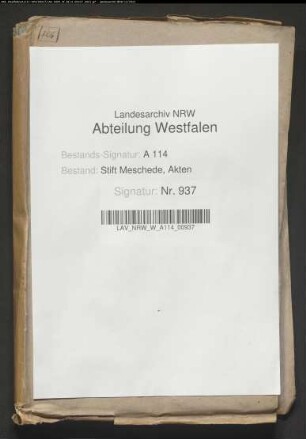 Landesarchiv NRW
Abteilung Westfalen
Bestands-Signatur: A 114
Bestand: Stift Meschede, Akten
Signatur: Nr. 937
LAV_NRW_W_A114_00937